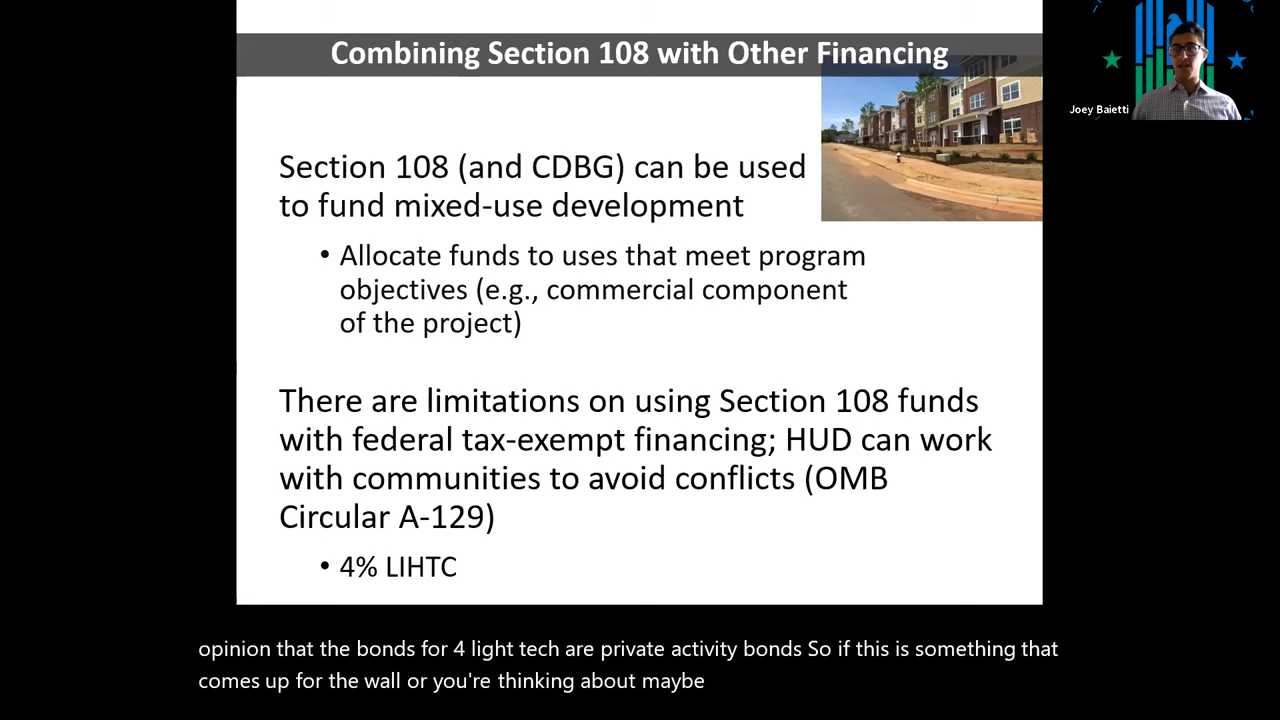 Combining Section 108 with Other Financing
Joey Baietti
Section 108 (and CDBG) can be used
to fund mixed-use development
• Allocate funds to uses that meet program
objectives (e.g., commercial component
of the project)
There are limitations on using Section 108 funds
with federal tax-exempt financing; HUD can work
with communities to avoid conflicts (OMB
Circular A-129)
• 4% LIHTC
opinion that the bonds for 4 light tech are private activity bonds So if this is something that
comes up for the wall or you're thinking about maybe